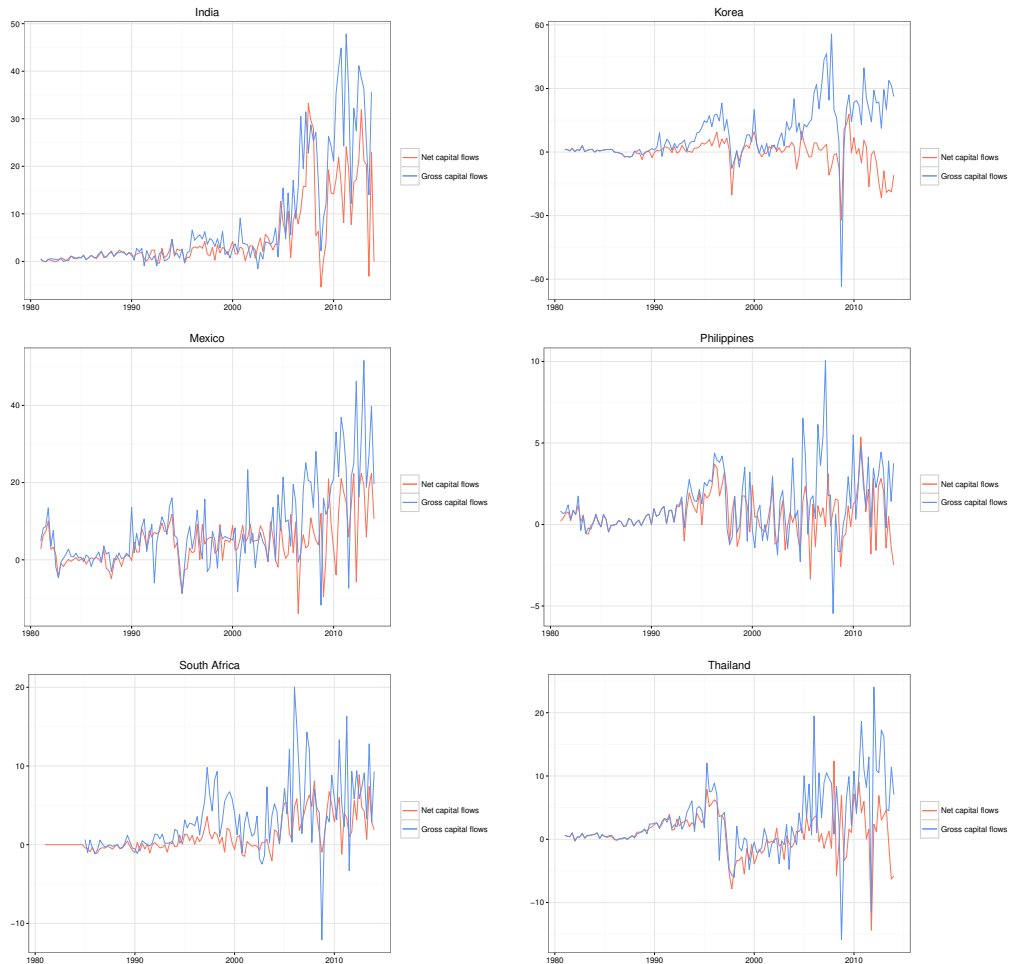 India
50
40
30
20
10
0
1980 1990 2000 2010
Net capital flows
Gross capital flows
Korea
60
30
0
−30
−60
1980 1990 2000 2010
Net capital flows
Gross capital flows
Mexico
40
20
0
1980 1990 2000 2010
Net capital flows
Gross capital flows
Philippines
10
5
0
−5
1980 1990 2000 2010
Net capital flows
Gross capital flows
South Africa
20
10
0
−10
1980 1990 2000 2010
Net capital flows
Gross capital flows
Thailand
20
10
0
−10
1980 1990 2000 2010
Net capital flows
Gross capital flows